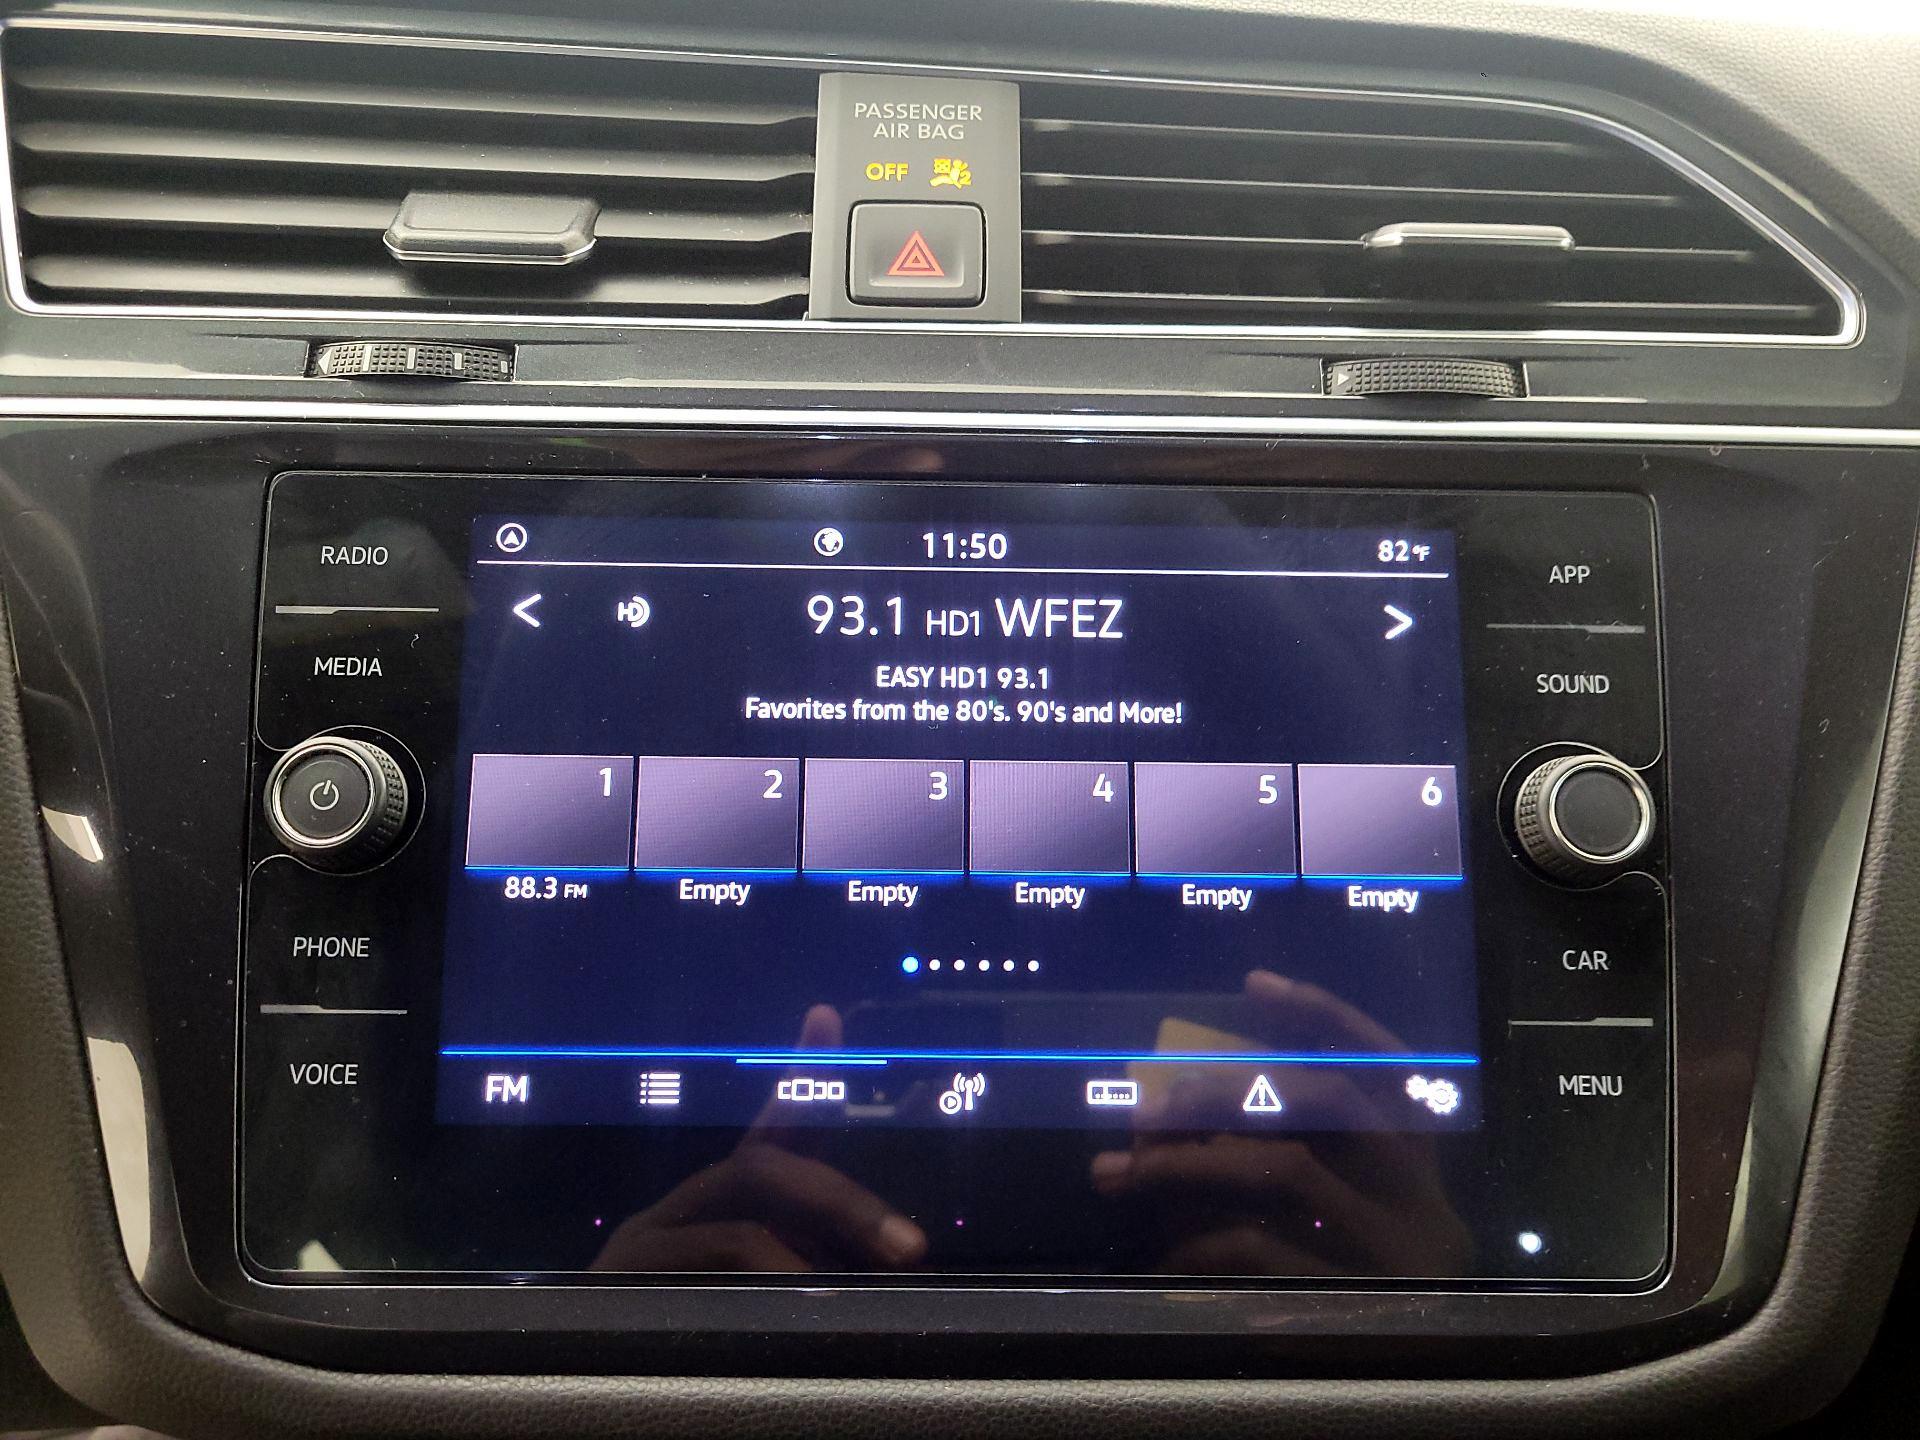 PASSENGER
AIR BAG
OFF
2
RADIO
MEDIA
PHONE
VOICE
11:50
82°F
< HD 93.1 HD1 WFEZ >
EASY HD1 93.1
Favorites from the 80's. 90's and More!
1 2 3 4 5 6
88.3 FM Empty Empty Empty Empty Empty
FM
APP
SOUND
CAR
MENU